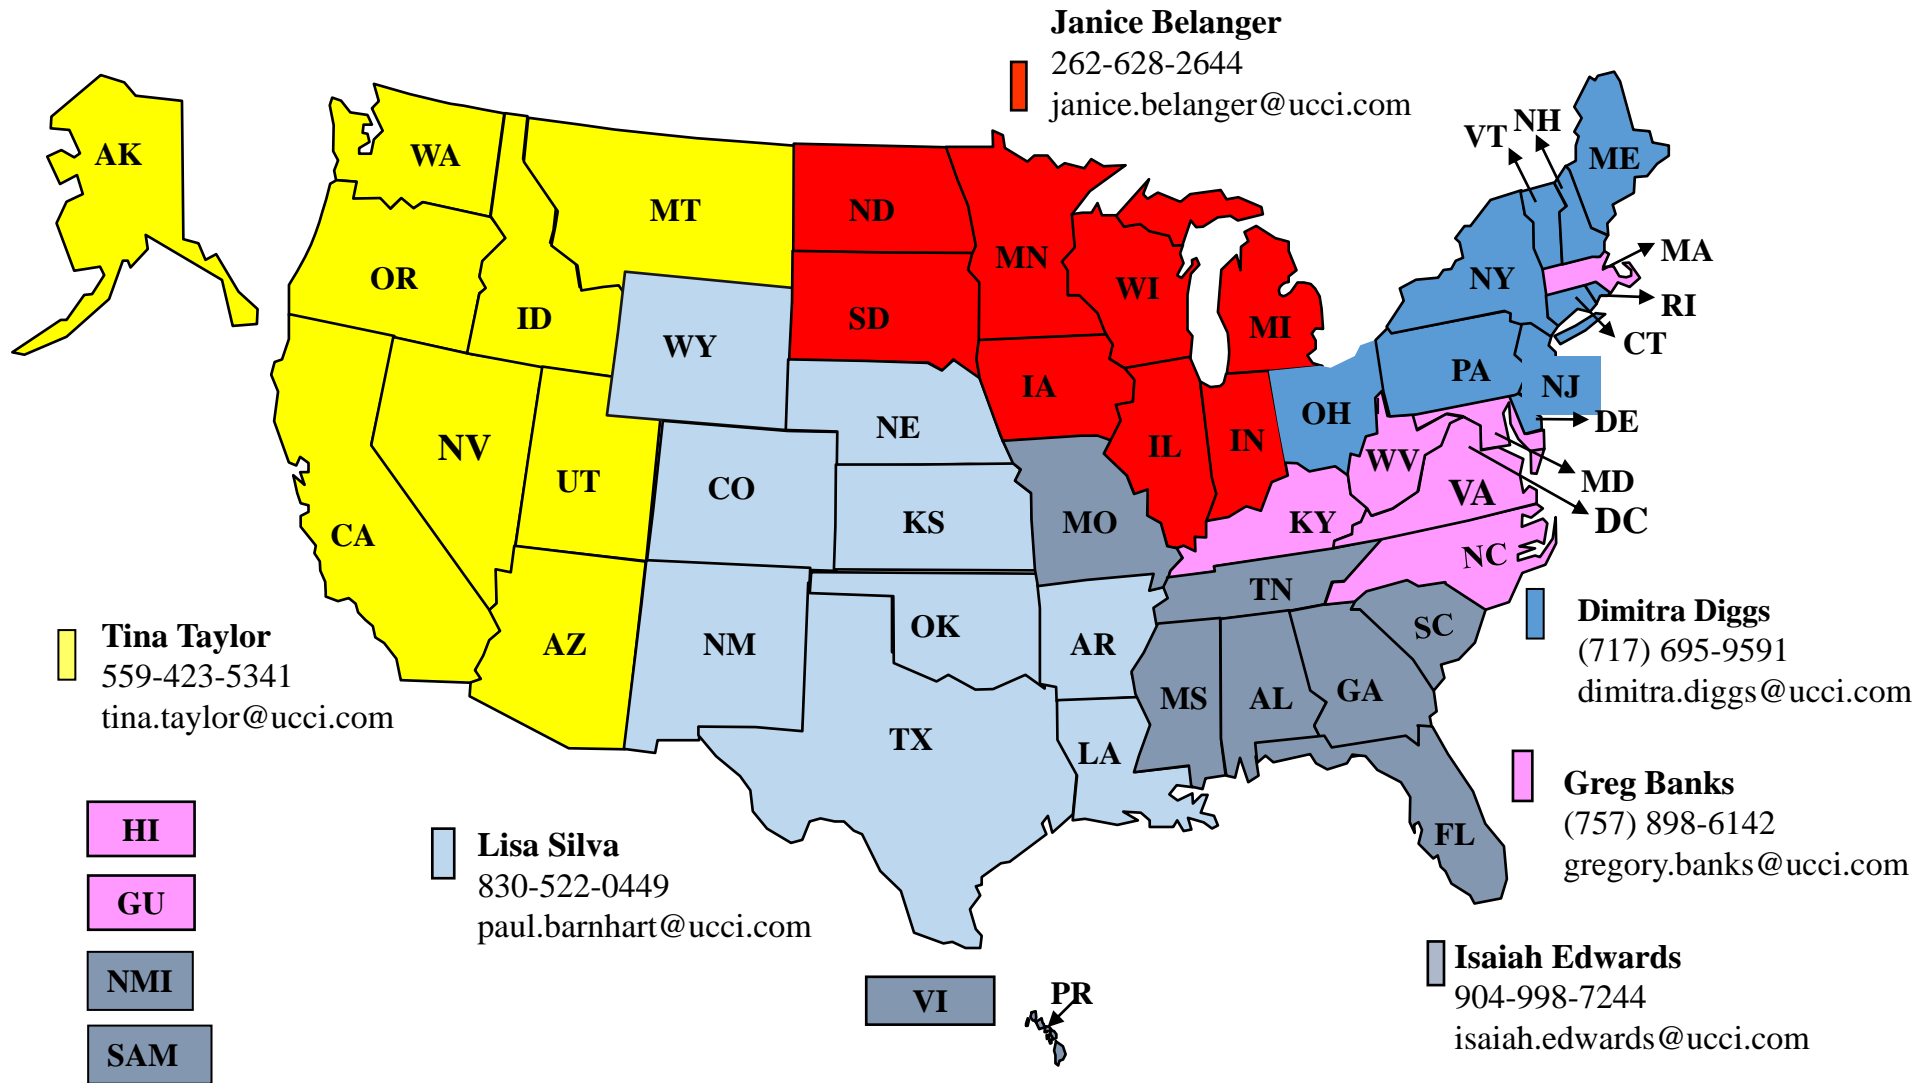 Janice Belanger
262-628-2644
janice.belanger@ucci.com
AK
WA
MT
ND
MN
VT
NH
ME
OR
ID
SD
WI
MI
NY
MA
RI
CT
WY
IA
PA
NJ
NE
OH
DE
NV
UT
CO
IL
IN
WV
MD
CA
KS
MO
KY
VA
DC
NC
TN
AZ
NM
OK
AR
SC
MS
AL
GA
TX
LA
FL
Tina Taylor
559-423-5341
tina.taylor@ucci.com
Dimitra Diggs
(717) 695-9591
dimitra.diggs@ucci.com
Greg Banks
(757) 898-6142
gregory.banks@ucci.com
HI
GU
NMI
SAM
Lisa Silva
830-522-0449
paul.barnhart@ucci.com
VI
PR
Isaiah Edwards
904-998-7244
isaiah.edwards@ucci.com